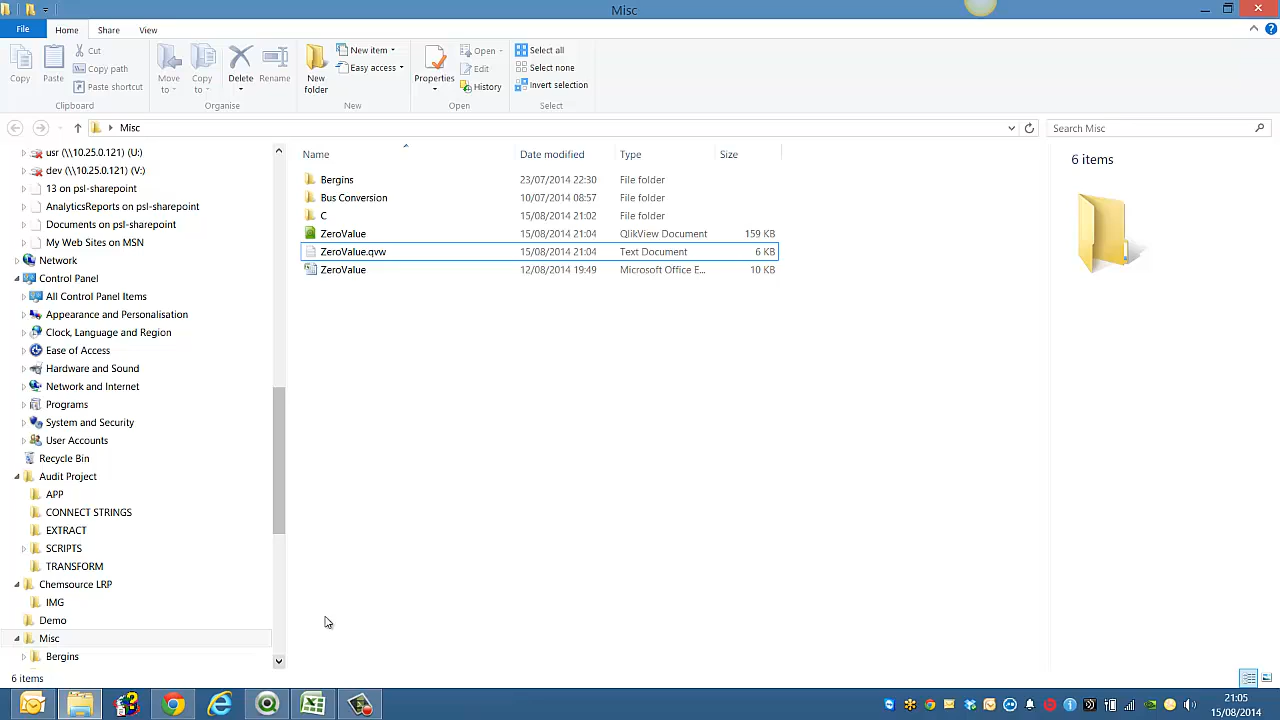 Misc
File Home Share View
Copy Paste Cut Copy path Paste shortcut Move to Copy to Delete Rename New folder New item Easy access Properties Open Edit History Select all Select none Invert selection
Clipboard Organise New Open Select
Misc Search Misc
Name Date modified Type Size
Bergins 23/07/2014 22:30 File folder
Bus Conversion 10/07/2014 08:57 File folder
C 15/08/2014 21:02 File folder
ZeroValue 15/08/2014 21:04 QlikView Document 159 KB
ZeroValue.qvw 15/08/2014 21:04 Text Document 6 KB
ZeroValue 12/08/2014 19:49 Microsoft Office E... 10 KB
6 items
usr (\\10.25.0.121) (U:)
dev (\\10.25.0.121) (V:)
13 on psl-sharepoint
AnalyticsReports on psl-sharepoint
Documents on psl-sharepoint
My Web Sites on MSN
Network
Control Panel
All Control Panel Items
Appearance and Personalisation
Clock, Language and Region
Ease of Access
Hardware and Sound
Network and Internet
Programs
System and Security
User Accounts
Recycle Bin
Audit Project
APP
CONNECT STRINGS
EXTRACT
SCRIPTS
TRANSFORM
Chemsource LRP
IMG
Demo
Misc
Bergins
6 items
21:05
15/08/2014